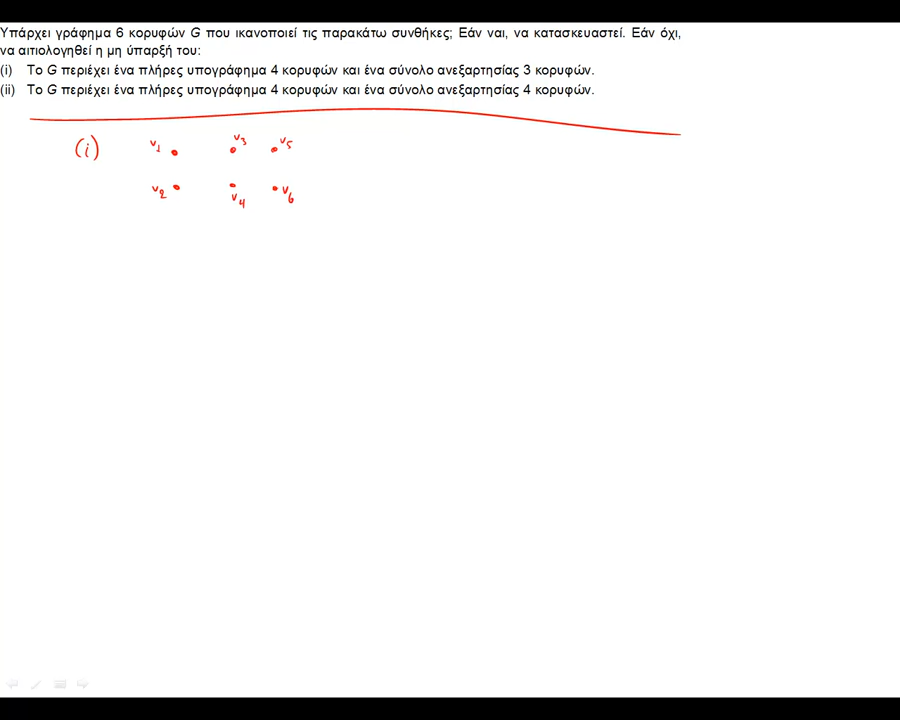 Υπάρχει γράφημα 6 κορυφών G που ικανοποιεί τις παρακάτω συνθήκες; Εάν ναι, να κατασκευαστεί. Εάν όχι,
να αιτιολογηθεί η μη ύπαρξή του:
(i) Το G περιέχει ένα πλήρες υπογράφημα 4 κορυφών και ένα σύνολο ανεξαρτησίας 3 κορυφών.
(ii) Το G περιέχει ένα πλήρες υπογράφημα 4 κορυφών και ένα σύνολο ανεξαρτησίας 4 κορυφών.
(i) v1 v3 v5
v2 v4 v6